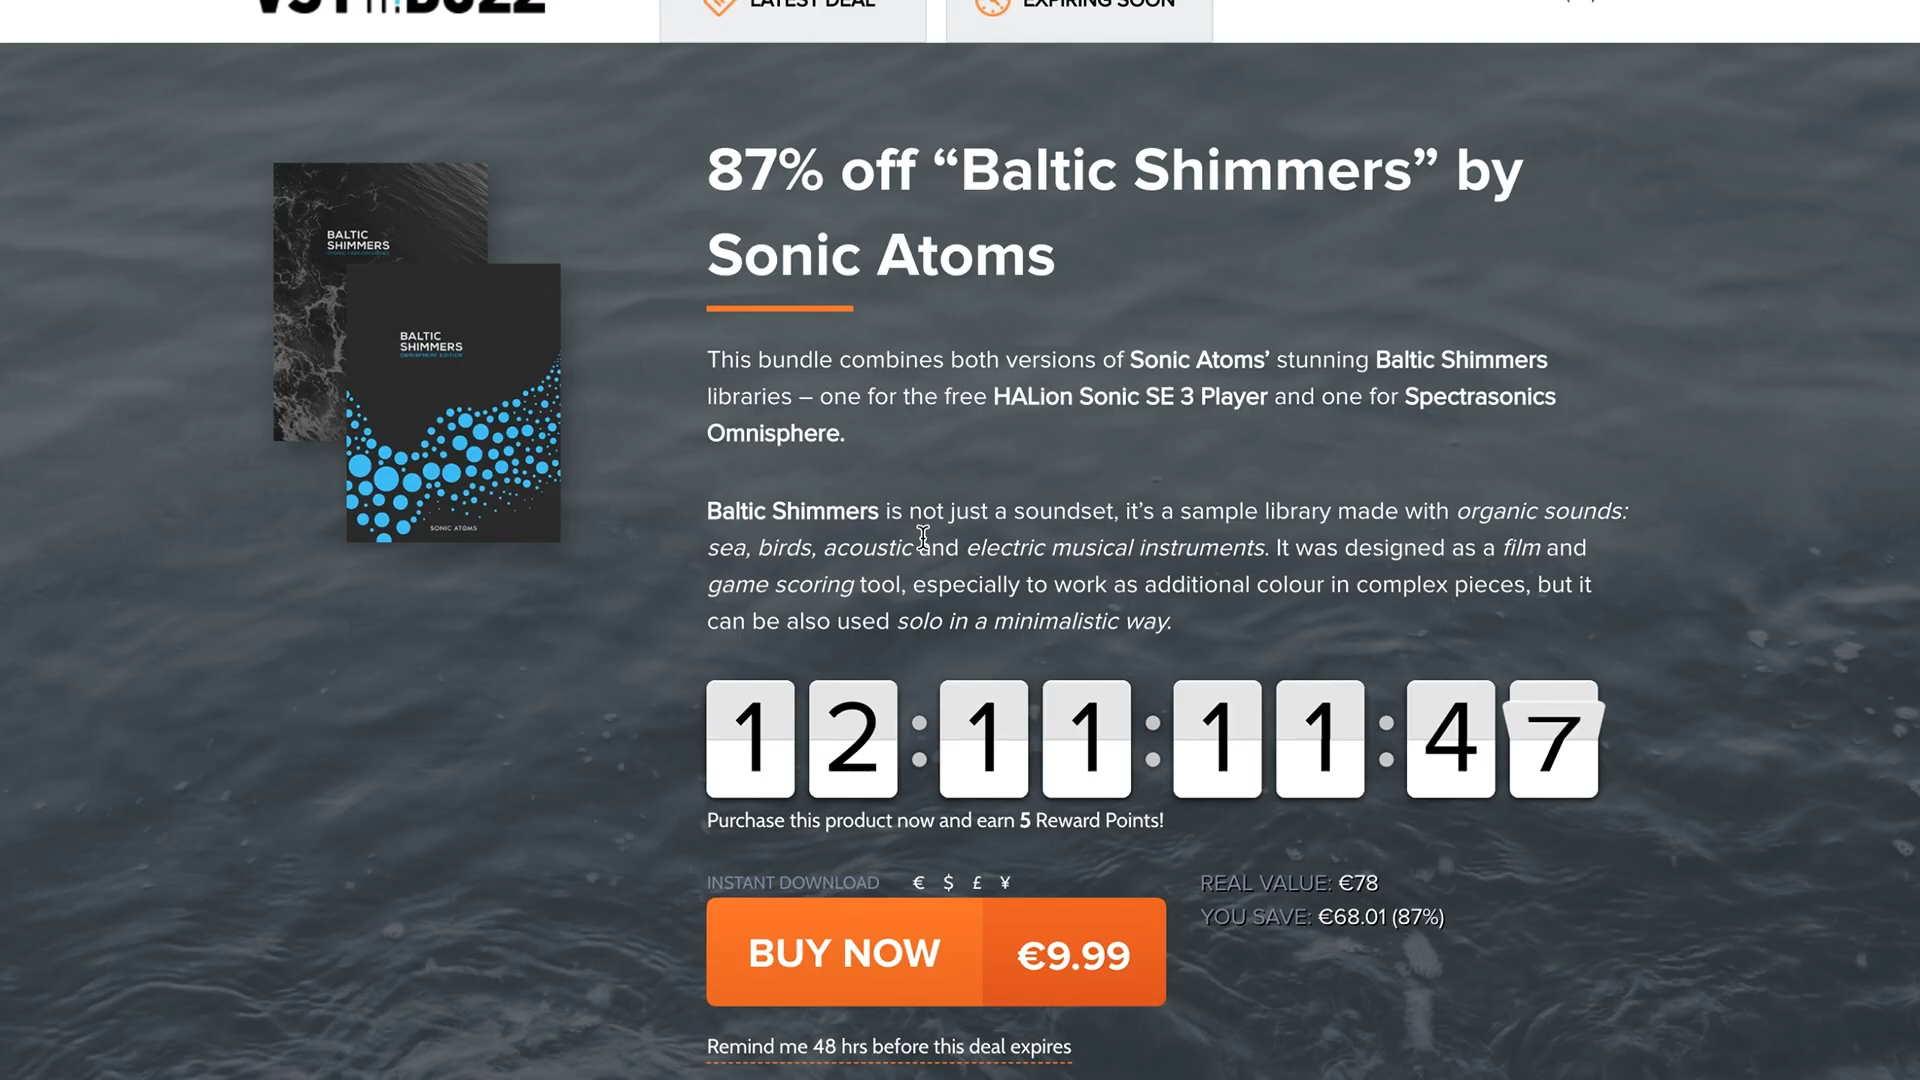 LATEST DEAL
EXPIRING SOON
87% off “Baltic Shimmers” by
Sonic Atoms
BALTIC
SHIMMERS
BALTIC
SHIMMERS
OMNISPHERE EDITION
SONIC ATOMS
This bundle combines both versions of Sonic Atoms’ stunning Baltic Shimmers
libraries – one for the free HALion Sonic SE 3 Player and one for Spectrasonics
Omnisphere.
Baltic Shimmers is not just a soundset, it’s a sample library made with organic sounds:
sea, birds, acoustic and electric musical instruments. It was designed as a film and
game scoring tool, especially to work as additional colour in complex pieces, but it
can be also used solo in a minimalistic way.
12:11:11:47
Purchase this product now and earn 5 Reward Points!
INSTANT DOWNLOAD € $ £ ¥
REAL VALUE: €78
YOU SAVE: €68.01 (87%)
BUY NOW €9.99
Remind me 48 hrs before this deal expires